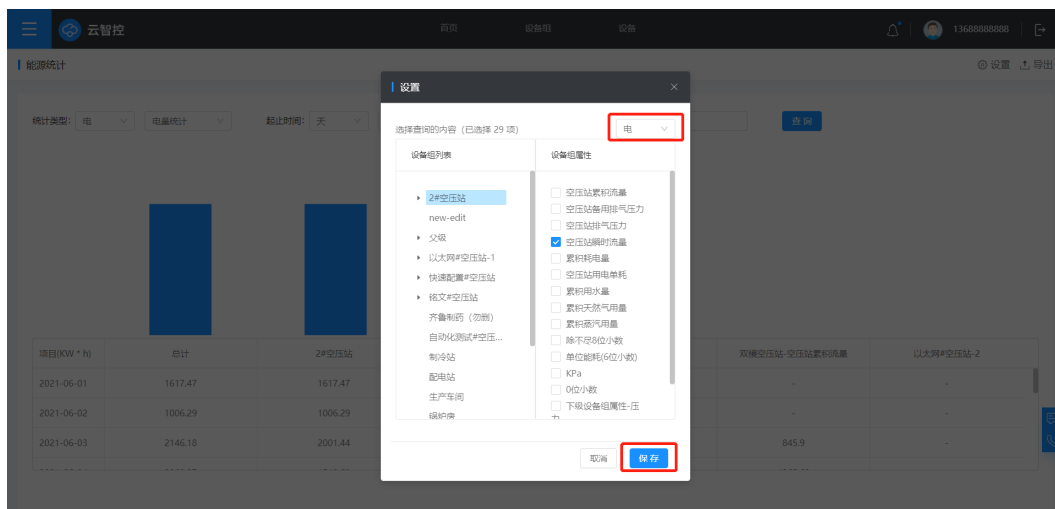 云智控
首页
设备组
设备
13688888888
能源统计
设置
导出
统计类型: 电
电量统计
起止时间: 天
查 询
设置
选择查询的内容 (已选择 29 项)
电
设备组列表
设备组属性
2#空压站
new-edit
父级
以太网#空压站-1
快速配置#空压站
铭文#空压站
齐鲁制药 (勿删)
自动化测试#空压...
制冷站
配电站
生产车间
锅炉房
空压站累积流量
空压站备用排气压力
空压站排气压力
空压站瞬时流量
累积耗电量
空压站用电单耗
累积用水量
累积天然气用量
累积蒸汽用量
除不尽8位小数
单位能耗(6位小数)
KPa
0位小数
下级设备组属性-压
力
取消
保 存
项目(KW * h)
总计
2#空压站
双模空压站-空压站累积流量
以太网#空压站-2
2021-06-01
1617.47
1617.47
-
-
2021-06-02
1006.29
1006.29
-
-
2021-06-03
2146.18
2001.44
845.9
-